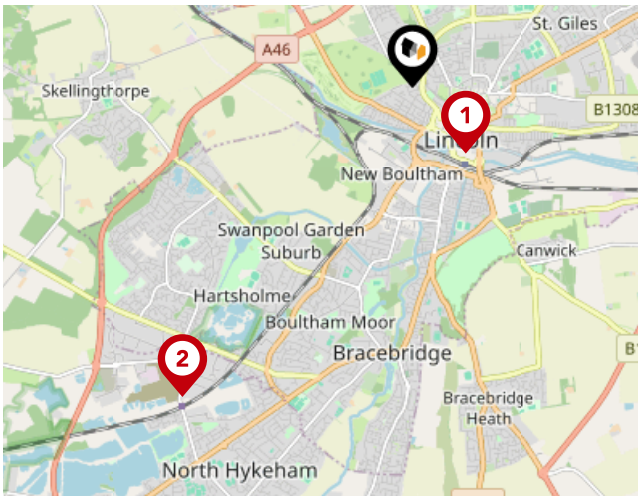 St. Giles
A46
Skellingthorpe
B1308
1
Lincoln
New Boultham
Swanpool Garden
Suburb
Canwick
Hartsholme
Boultham Moor
2
Bracebridge
B1
Bracebridge
Heath
North Hykeham